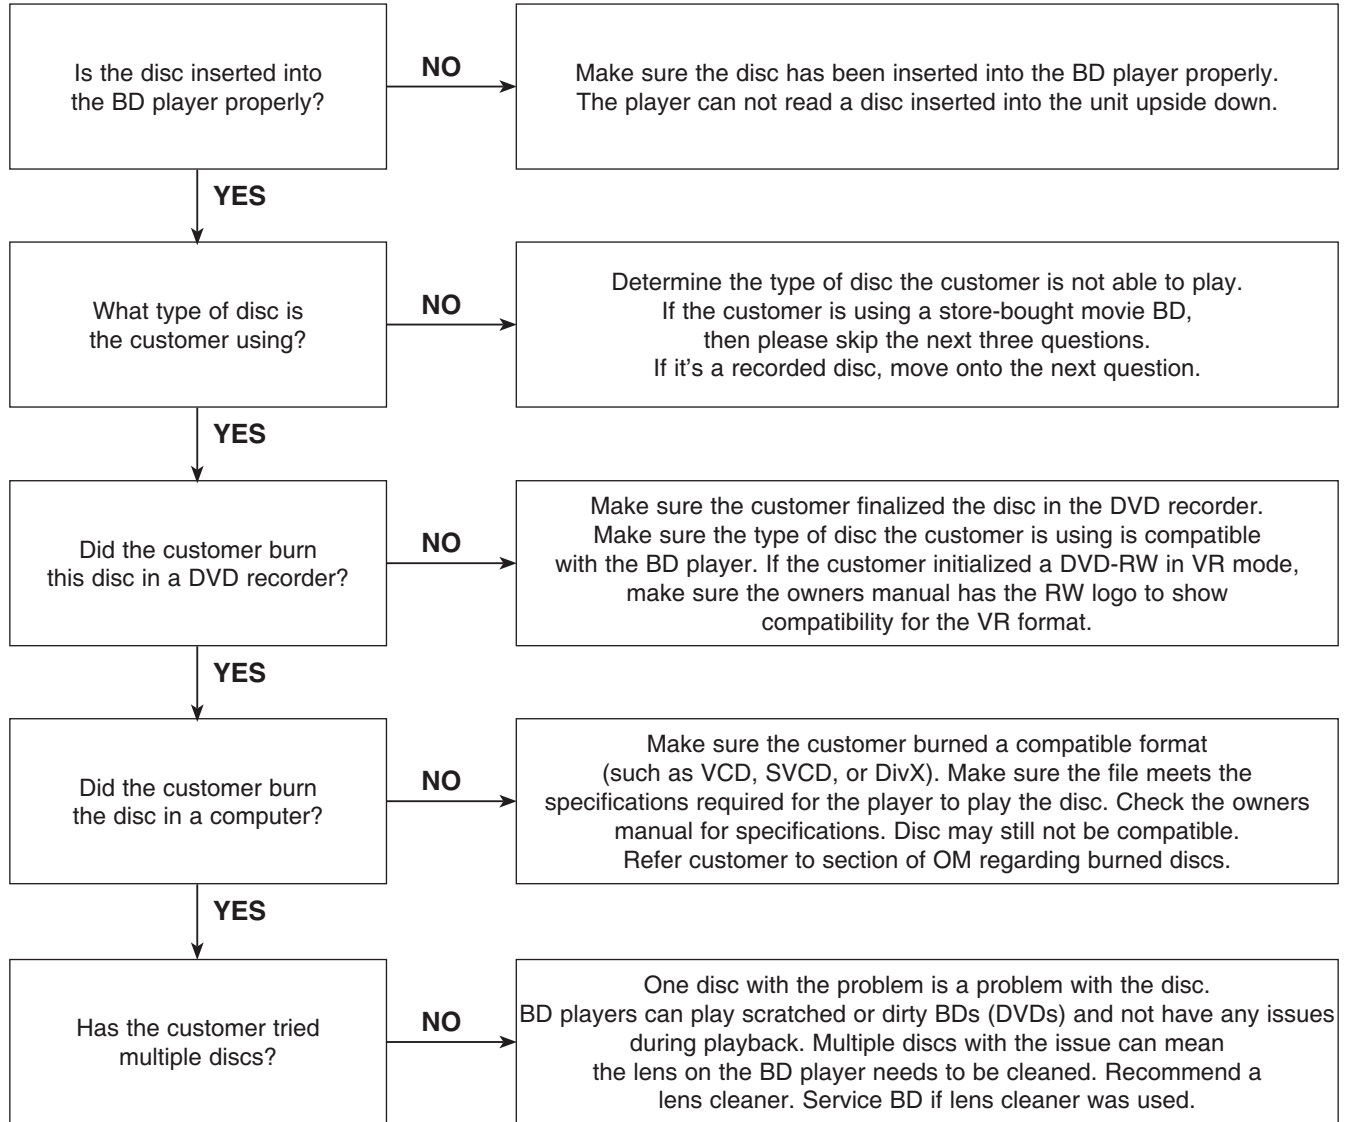 Is the disc inserted into
the BD player properly?
NO
Make sure the disc has been inserted into the BD player properly.
The player can not read a disc inserted into the unit upside down.
YES
What type of disc is
the customer using?
NO
Determine the type of disc the customer is not able to play.
If the customer is using a store-bought movie BD,
then please skip the next three questions.
If it's a recorded disc, move onto the next question.
YES
Did the customer burn
this disc in a DVD recorder?
NO
Make sure the customer finalized the disc in the DVD recorder.
Make sure the type of disc the customer is using is compatible
with the BD player. If the customer initialized a DVD-RW in VR mode,
make sure the owners manual has the RW logo to show
compatibility for the VR format.
YES
Did the customer burn
the disc in a computer?
NO
Make sure the customer burned a compatible format
(such as VCD, SVCD, or DivX). Make sure the file meets the
specifications required for the player to play the disc. Check the owners
manual for specifications. Disc may still not be compatible.
Refer customer to section of OM regarding burned discs.
YES
Has the customer tried
multiple discs?
NO
One disc with the problem is a problem with the disc.
BD players can play scratched or dirty BDs (DVDs) and not have any issues
during playback. Multiple discs with the issue can mean
the lens on the BD player needs to be cleaned. Recommend a
lens cleaner. Service BD if lens cleaner was used.